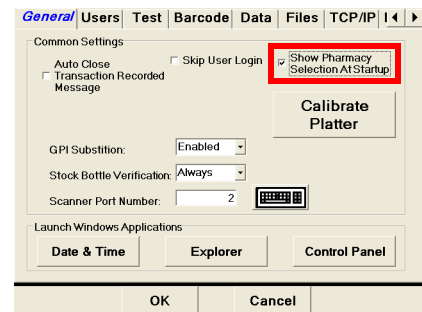 General Users Test Barcode Data Files TCP/IP
Common Settings
Auto Close
Transaction Recorded
Message
Skip User Login
Show Pharmacy
Selection At Startup
Calibrate
Platter
GPI Substition:
Enabled
Stock Bottle Verification:
Always
Scanner Port Number:
2
Launch Windows Applications
Date & Time
Explorer
Control Panel
OK
Cancel